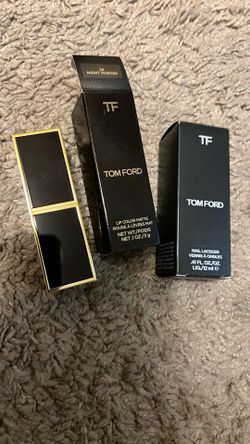 16
NIGHT PORTER
TF
TOM FORD
LIP COLOR MATTE
ROUGE À LÈVRES MAT
NET WT./POIDS
NET .1 OZ./3 g
TF
TOM FORD
NAIL LACQUER
VERNIS À ONGLES
.41 FL. OZ./OZ.
LIQ./12 ml ℮